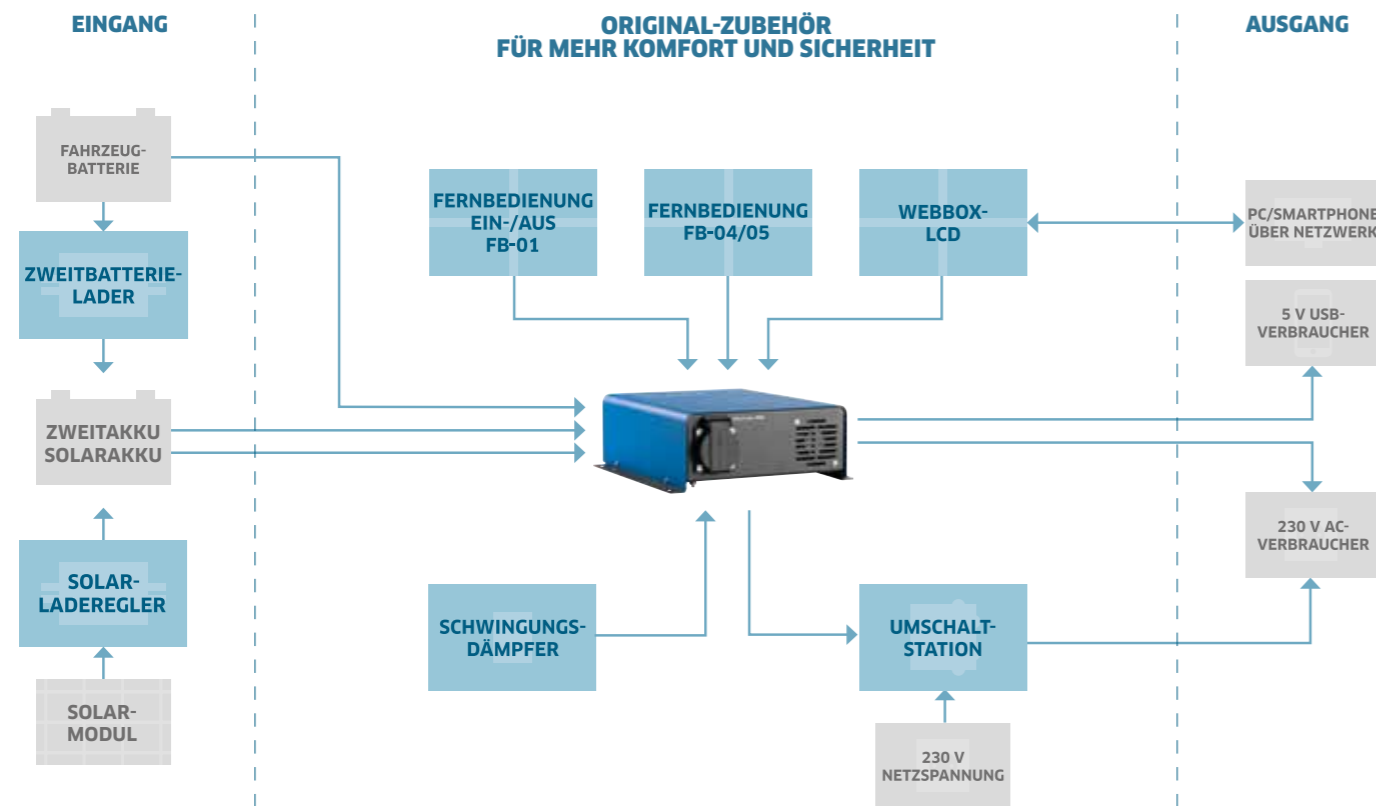 EINGANG
ORIGINAL-ZUBEHÖR
FÜR MEHR KOMFORT UND SICHERHEIT
AUSGANG
FAHRZEUG-
BATTERIE
ZWEITBATTERIE-
LADER
ZWEITAKKU
SOLARAKKU
SOLAR-
LADEREGLER
SOLAR-
MODUL
FERNBEDIENUNG
EIN-/AUS
FB-01
FERNBEDIENUNG
FB-04/05
WEBBOX-
LCD
SCHWINGUNGS-
DÄMPFER
UMSCHALT-
STATION
230 V
NETZSPANNUNG
PC/SMARTPHONE
ÜBER NETZWERK
5 V USB-
VERBRAUCHER
230 V AC-
VERBRAUCHER